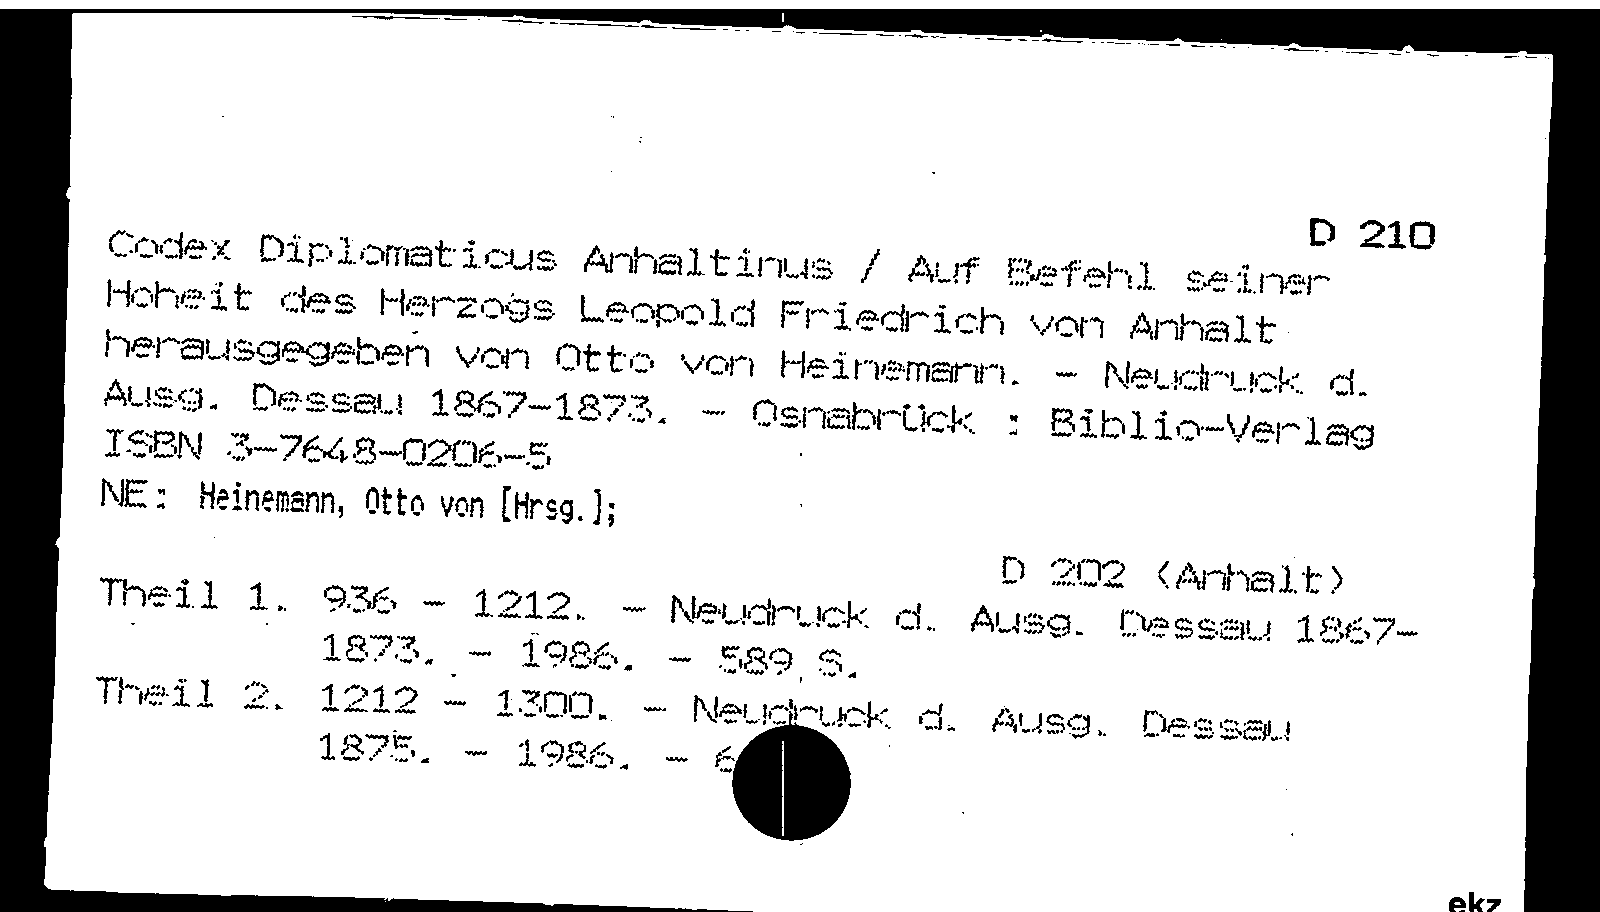 D 210
Codex Diplomaticus Anhaltinus / Auf Befehl seiner
Hoheit des Herzogs Leopold Friedrich von Anhalt
herausgegeben von Otto von Heinemann. - Neudruck d.
Ausg. Dessau 1867-1873. - Osnabrück : Biblio-Verlag
ISBN 3-7648-0206-5
NE: Heinemann, Otto von [Hrsg.];
D 202 (Anhalt)
Theil 1. 936 - 1212. - Neudruck d. Ausg. Dessau 1867-
1873. - 1986. - 589 S.
Theil 2. 1212 - 1300. - Neudruck d. Ausg. Dessau
1875. - 1986. - 6
ekz